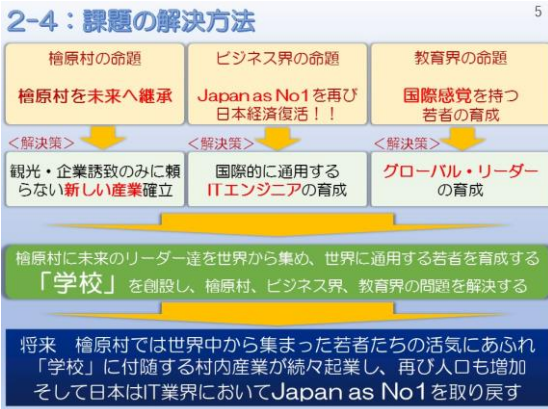 2-4：課題の解決方法
5
檜原村の命題
檜原村を未来へ継承
ビジネス界の命題
Japan as No1を再び
日本経済復活！！
教育界の命題
国際感覚を持つ
若者の育成
＜解決策＞
＜解決策＞
＜解決策＞
観光・企業誘致のみに頼
らない新しい産業確立
国際的に通用する
ITエンジニアの育成
グローバル・リーダー
の育成
檜原村に未来のリーダー達を世界から集め、世界に通用する若者を育成する
「学校」を創設し、檜原村、ビジネス界、教育界の問題を解決する
将来　檜原村では世界中から集まった若者たちの活気にあふれ
「学校」に付随する村内産業が続々起業し、再び人口も増加
そして日本はIT業界においてJapan as No1を取り戻す